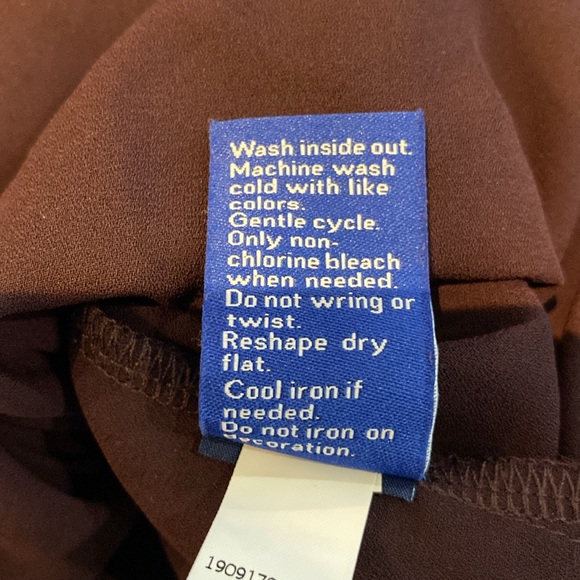 Wash inside out.
Machine wash
cold with like
colors.
Gentle cycle.
Only non-
chlorine bleach
when needed.
Do not wring or
twist.
Reshape dry
flat.
Cool iron if
needed.
Do not iron on
decoration.